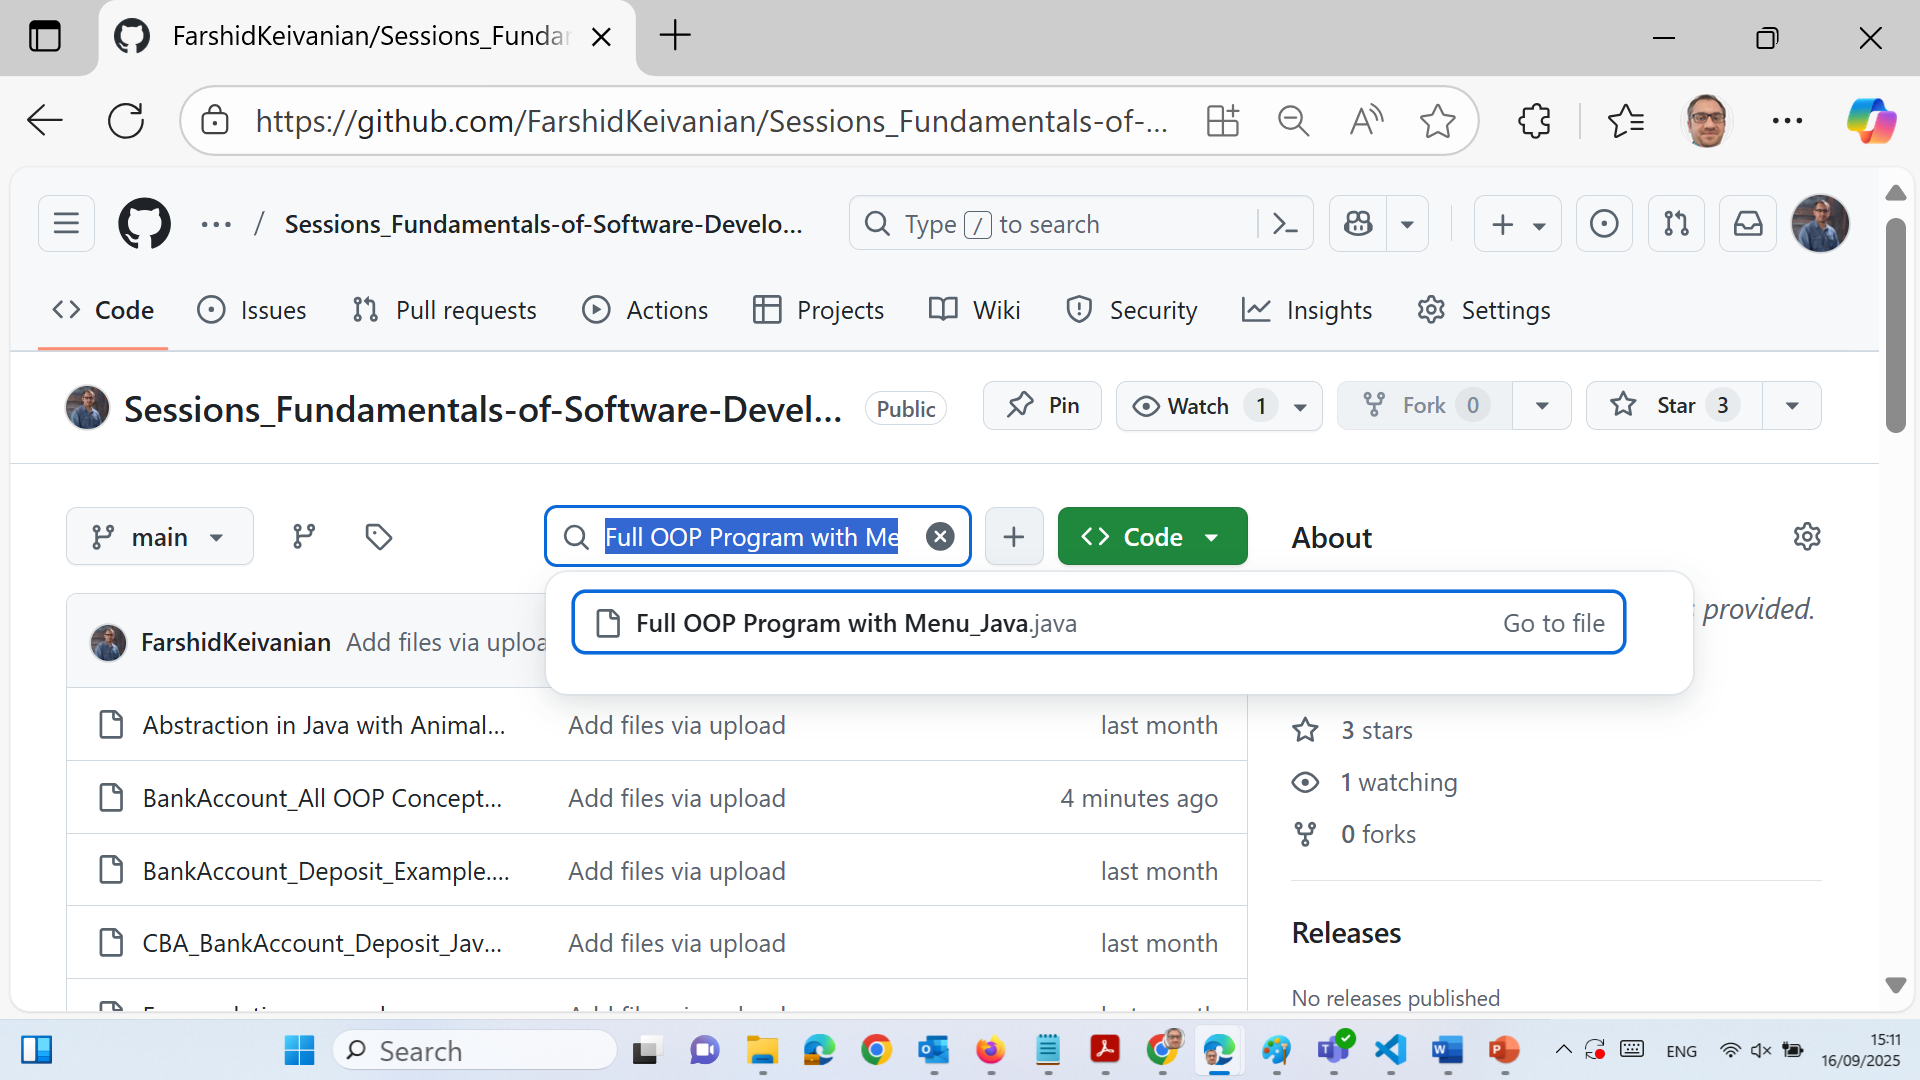 FarshidKeivanian/Sessions_Fundar
https://github.com/FarshidKeivanian/Sessions_Fundamentals-of-...
... / Sessions_Fundamentals-of-Software-Develo...
Type / to search
Code Issues Pull requests Actions Projects Wiki Security Insights Settings
Sessions_Fundamentals-of-Software-Devel... Public Pin Watch 1 Fork 0 Star 3
main Full OOP Program with Me Code About
Full OOP Program with Menu_Java.java Go to file
provided.
FarshidKeivanian Add files via uploa
Abstraction in Java with Animal... Add files via upload last month
3 stars
BankAccount_All OOP Concept... Add files via upload 4 minutes ago
1 watching
0 forks
BankAccount_Deposit_Example.... Add files via upload last month
Releases
CBA_BankAccount_Deposit_Jav... Add files via upload last month
No releases published
Search
ENG
15:11
16/09/2025